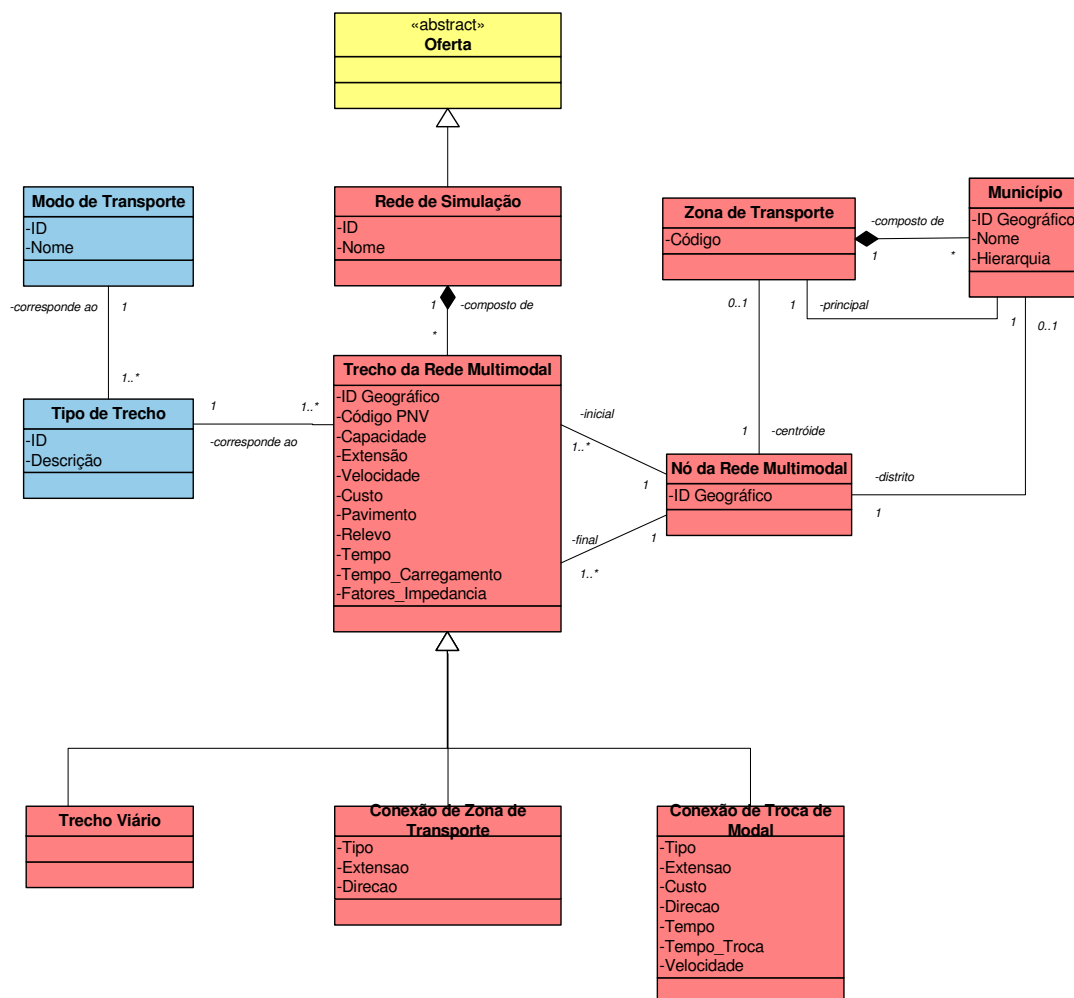 «abstract»
Oferta
Modo de Transporte
-ID
-Nome
Rede de Simulação
-ID
-Nome
Zona de Transporte
-Código
-composto de
1
*
Município
-ID Geográfico
-Nome
-Hierarquia
-corresponde ao
1
1..*
1
-composto de
*
0..1
1
-principal
1
0..1
Tipo de Trecho
-ID
-Descrição
1
1..*
-corresponde ao
Trecho da Rede Multimodal
-ID Geográfico
-Código PNV
-Capacidade
-Extensão
-Velocidade
-Custo
-Pavimento
-Relevo
-Tempo
-Tempo_Carregamento
-Fatores_Impedancia
-inicial
1..*
1
-final
1
1..*
1
-centróide
Nó da Rede Multimodal
-ID Geográfico
-distrito
1
Trecho Viário
Conexão de Zona de
Transporte
-Tipo
-Extensao
-Direcao
Conexão de Troca de
Modal
-Tipo
-Extensao
-Custo
-Direcao
-Tempo
-Tempo_Troca
-Velocidade